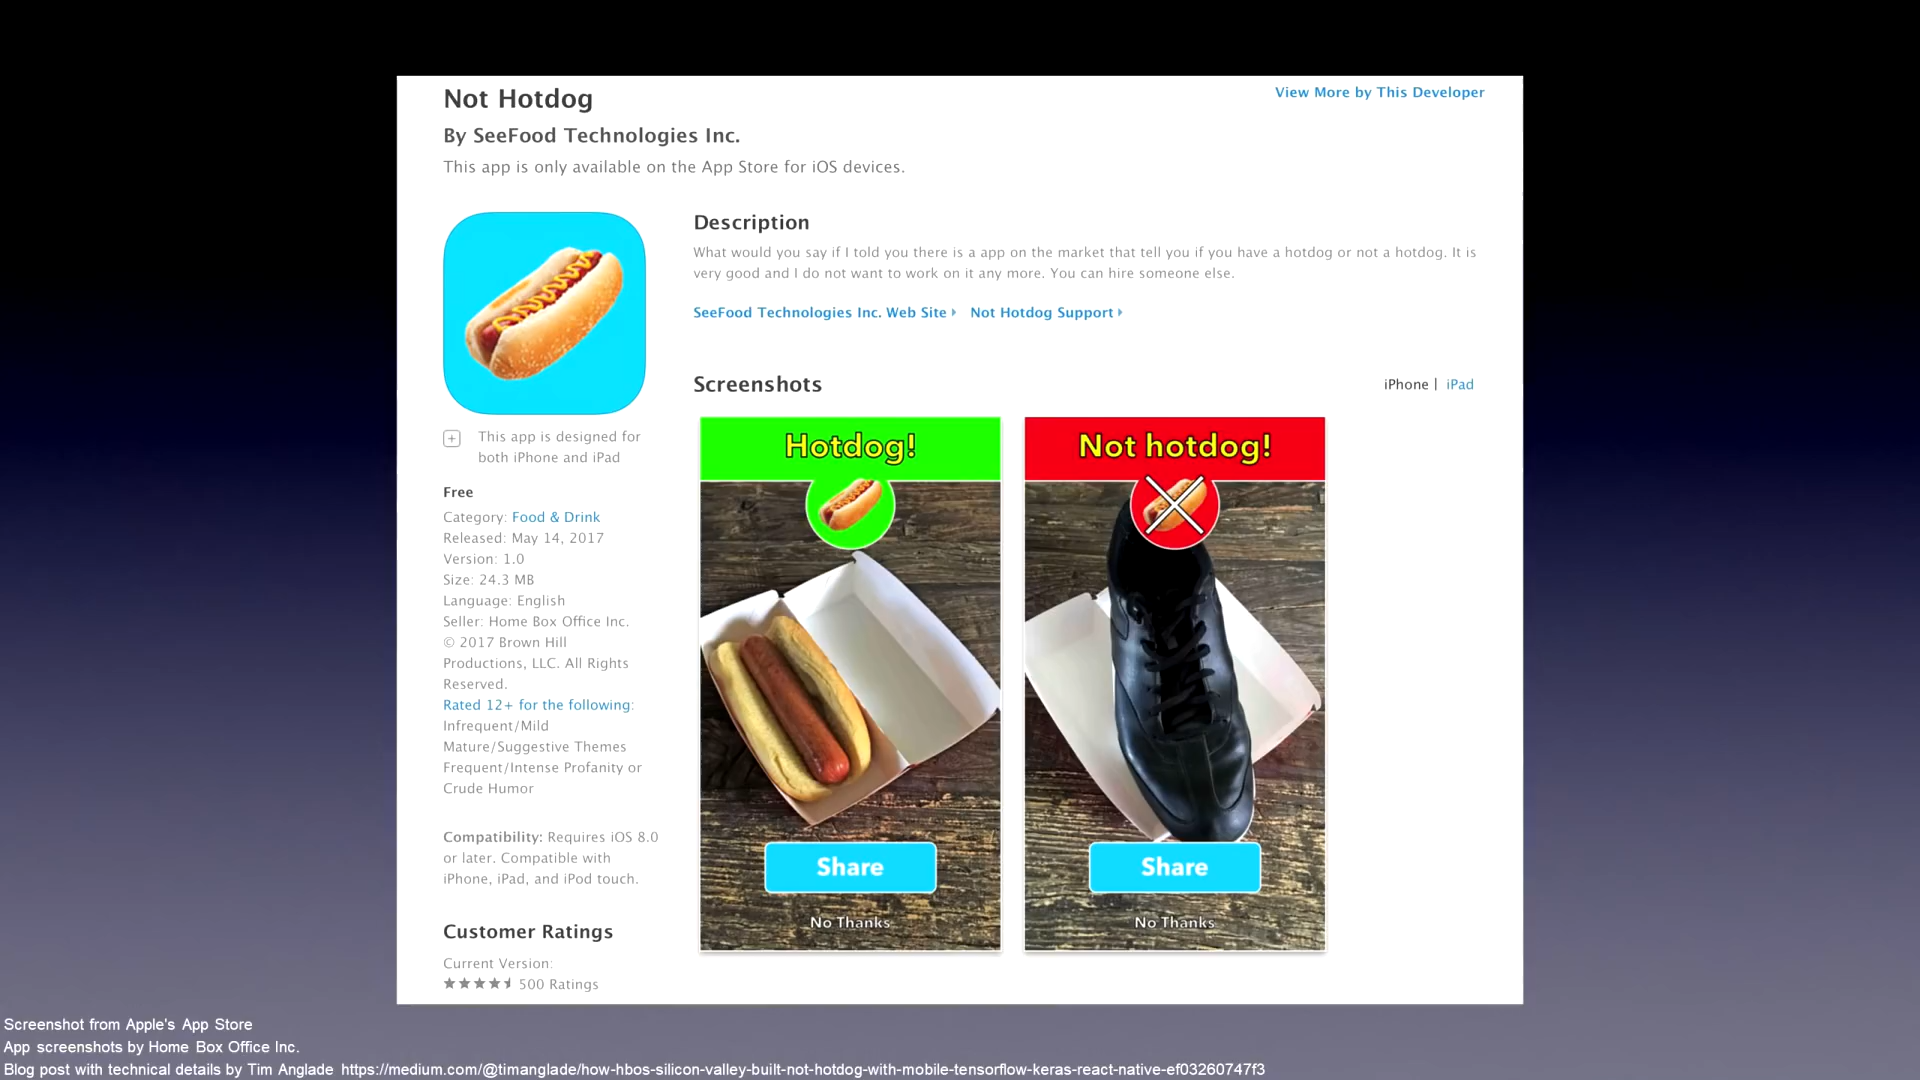 Not Hotdog
View More by This Developer
By SeeFood Technologies Inc.
This app is only available on the App Store for iOS devices.
Description
What would you say if I told you there is a app on the market that tell you if you have a hotdog or not a hotdog. It is
very good and I do not want to work on it any more. You can hire someone else.
SeeFood Technologies Inc. Web Site
Not Hotdog Support
Screenshots
iPhone | iPad
Hotdog!
Share
No Thanks
Not hotdog!
Share
No Thanks
This app is designed for
both iPhone and iPad
Free
Category: Food & Drink
Released: May 14, 2017
Version: 1.0
Size: 24.3 MB
Language: English
Seller: Home Box Office Inc.
© 2017 Brown Hill
Productions, LLC. All Rights
Reserved.
Rated 12+ for the following:
Infrequent/Mild
Mature/Suggestive Themes
Frequent/Intense Profanity or
Crude Humor
Compatibility: Requires iOS 8.0
or later. Compatible with
iPhone, iPad, and iPod touch.
Customer Ratings
Current Version:
500 Ratings
Screenshot from Apple's App Store
App screenshots by Home Box Office Inc.
Blog post with technical details by Tim Anglade https://medium.com/@timanglade/how-hbos-silicon-valley-built-not-hotdog-with-mobile-tensorflow-keras-react-native-ef03260747f3